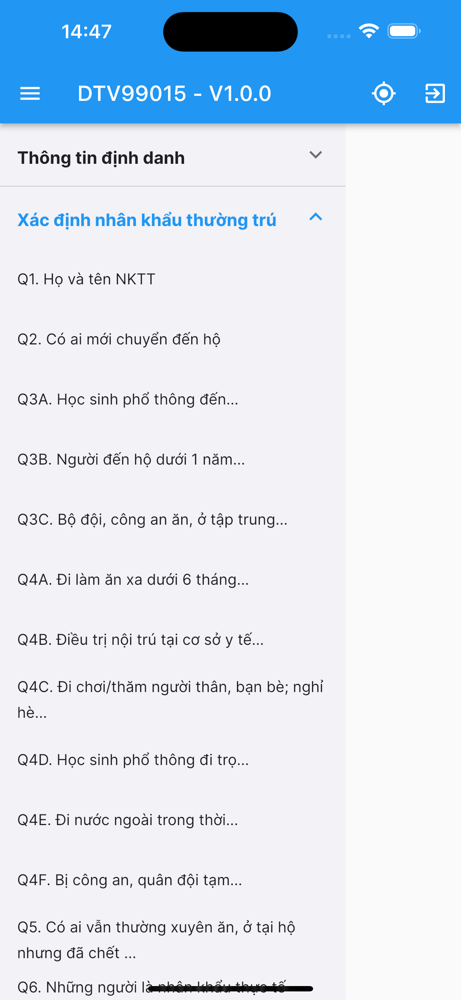 14:47
DTV99015 - V1.0.0
Thông tin định danh
Xác định nhân khẩu thường trú
Q1. Họ và tên NKTT
Q2. Có ai mới chuyển đến hộ
Q3A. Học sinh phổ thông đến...
Q3B. Người đến hộ dưới 1 năm...
Q3C. Bộ đội, công an ăn, ở tập trung...
Q4A. Đi làm ăn xa dưới 6 tháng...
Q4B. Điều trị nội trú tại cơ sở y tế...
Q4C. Đi chơi/thăm người thân, bạn bè; nghỉ
hè...
Q4D. Học sinh phổ thông đi trọ...
Q4E. Đi nước ngoài trong thời...
Q4F. Bị công an, quân đội tạm...
Q5. Có ai vẫn thường xuyên ăn, ở tại hộ
nhưng đã chết ...
Q6. Những người là nhân khẩu thực tế